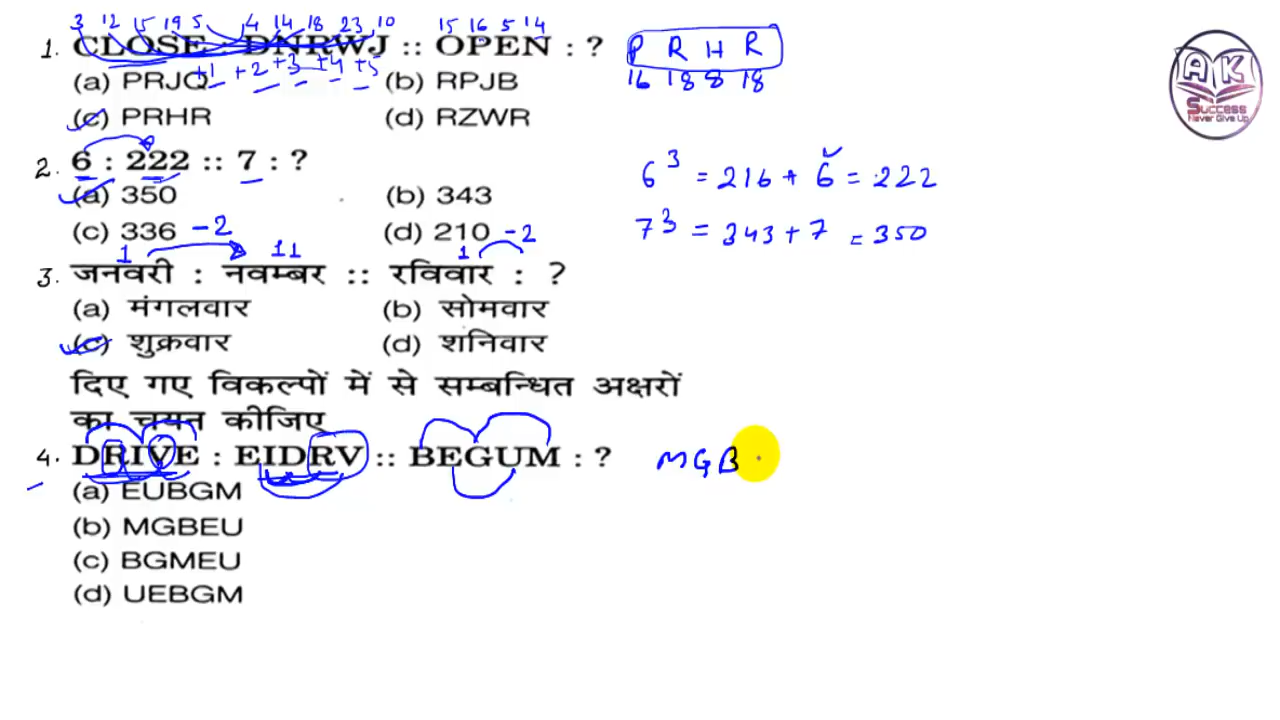 3 12 15 19 5 4 14 18 23 10 15 16 5 14
1. CLOSE : DNRWJ :: OPEN : ? P R H R
+1 +2 +3 +4 +5 16 18 8 18
(a) PRJQ (b) RPJB
(c) PRHR (d) RZWR
AK
Success
Never Give Up
2. 6 : 222 :: 7 : ? 6³ = 216 + 6 = 222
(a) 350 (b) 343
(c) 336 -2 (d) 210 -2 7³ = 343 + 7 = 350
1 11 1
3. जनवरी : नवम्बर :: रविवार : ?
(a) मंगलवार (b) सोमवार
(c) शुक्रवार (d) शनिवार
दिए गए विकल्पों में से सम्बन्धित अक्षरों
का चयन कीजिए
4. DRIVE : EIDRV :: BEGUM : ? MGB
(a) EUBGM
(b) MGBEU
(c) BGMEU
(d) UEBGM